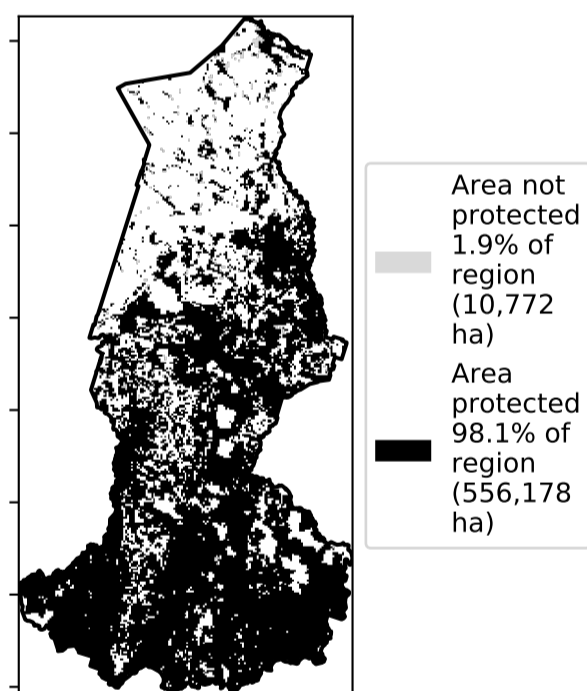 Area not
protected
1.9% of
region
(10,772
ha)
Area
protected
98.1% of
region
(556,178
ha)